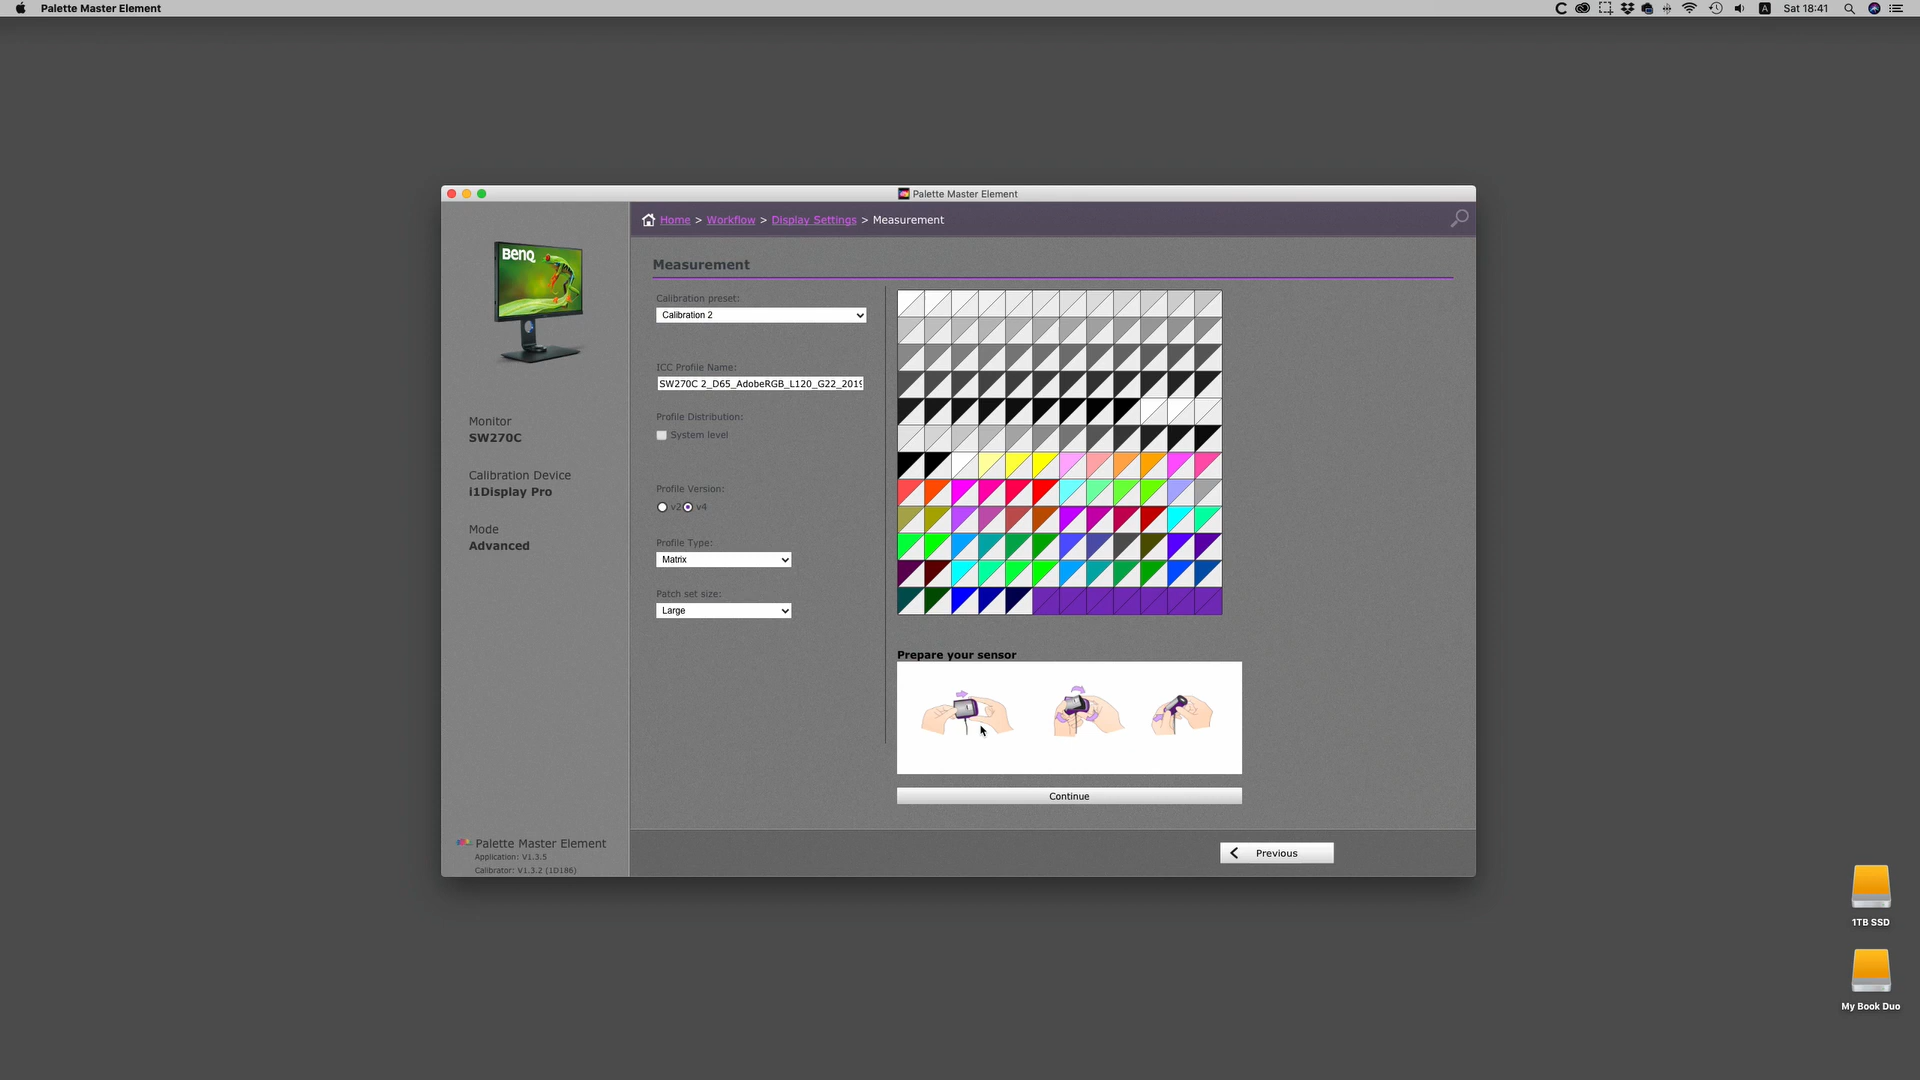 Palette Master Element
Sat 18:41
Palette Master Element
Home > Workflow > Display Settings > Measurement
BenQ
Monitor
SW270C
Calibration Device
i1Display Pro
Mode
Advanced
Palette Master Element
Application: V1.3.5
Calibrator: V1.3.2 (1D186)
Measurement
Calibration preset:
Calibration 2
ICC Profile Name:
SW270C 2_D65_AdobeRGB_L120_G22_2019
Profile Distribution:
System level
Profile Version:
v2 v4
Profile Type:
Matrix
Patch set size:
Large
Prepare your sensor
Continue
Previous
1TB SSD
My Book Duo